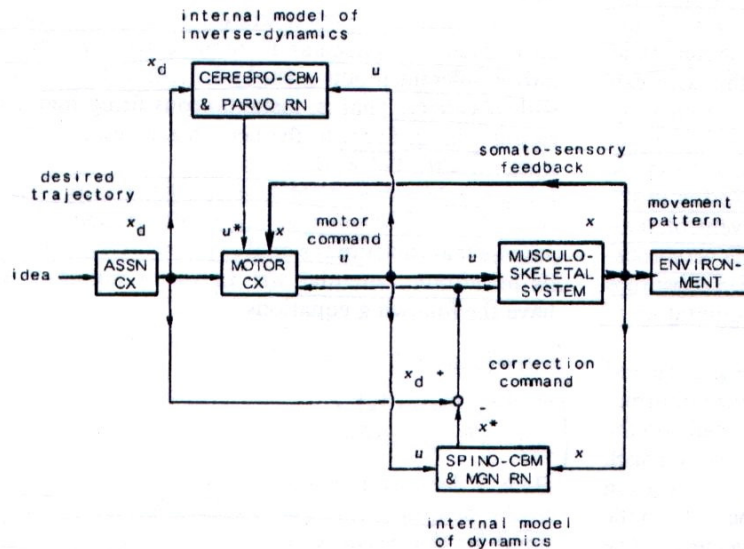 internal model of
inverse-dynamics
x_d
CEREBRO-CBM
& PARVO RN
u
desired
trajectory
x_d
somato-sensory
feedback
movement
pattern
u*
x
motor
command
u
u
x
idea
ASSN
CX
MOTOR
CX
MUSCULO-
SKELETAL
SYSTEM
ENVIRON-
MENT
x_d
+
correction
command
-
x*
u
SPINO-CBM
& MGN RN
x
internal model
of dynamics